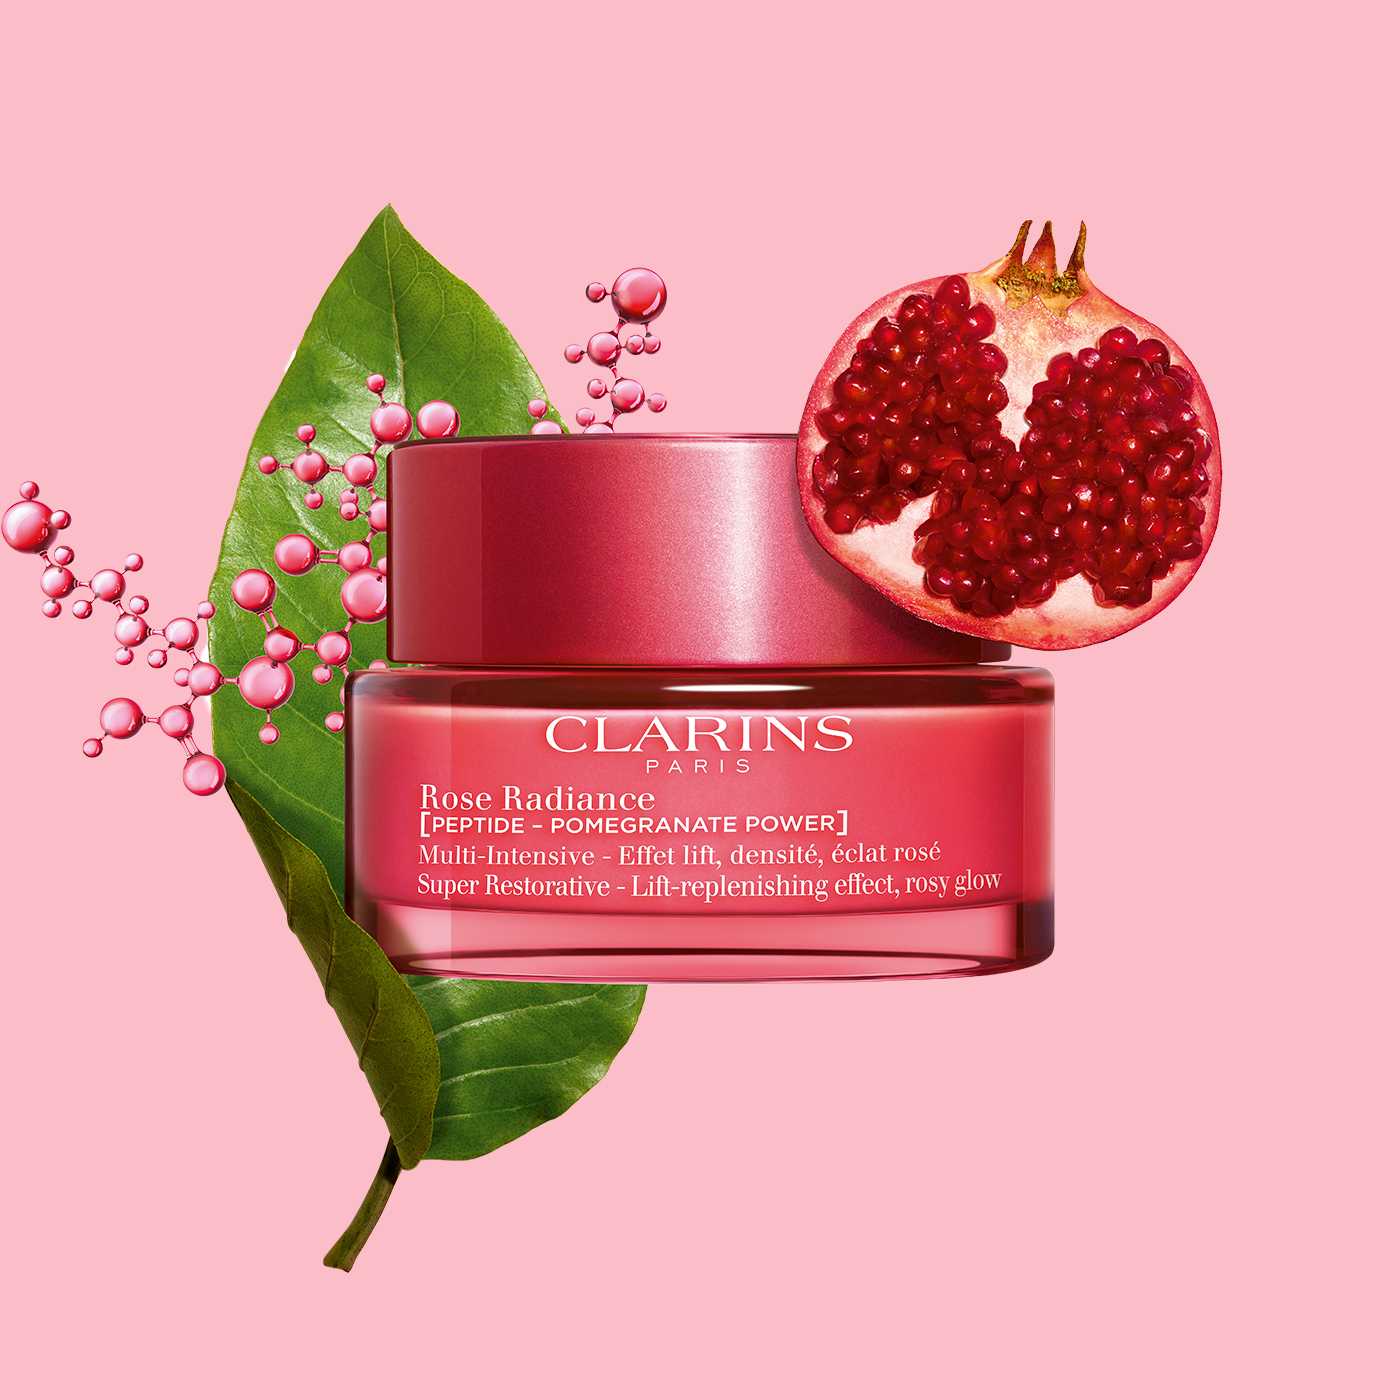 CLARINS
PARIS
Rose Radiance
[PEPTIDE – POMEGRANATE POWER]
Multi-Intensive - Effet lift, densité, éclat rosé
Super Restorative - Lift-replenishing effect, rosy glow